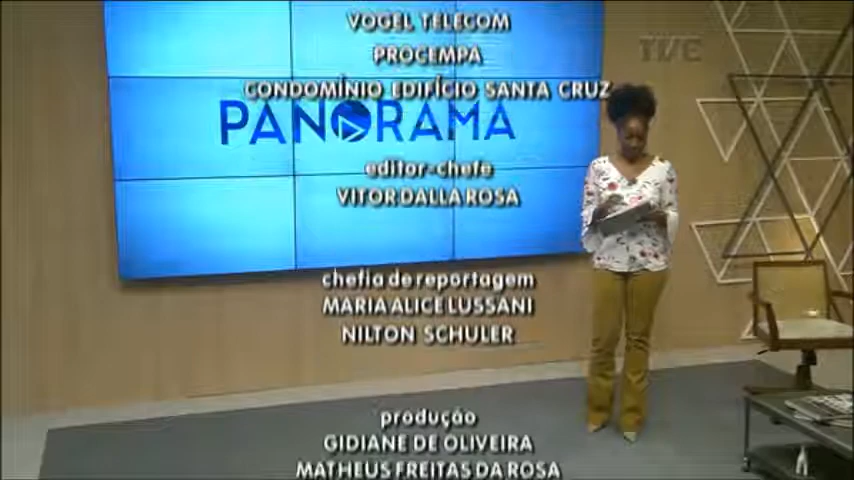 VOGEL TELECOM
TVE
PROCEMPA
CONDOMÍNIO EDIFÍCIO SANTA CRUZ
PANORAMA
editor-chefe
VITOR DALLA ROSA
chefia de reportagem
MARIA ALICE LUSSANI
NILTON SCHULER
produção
GIDIANE DE OLIVEIRA
MATHEUS FREITAS DA ROSA